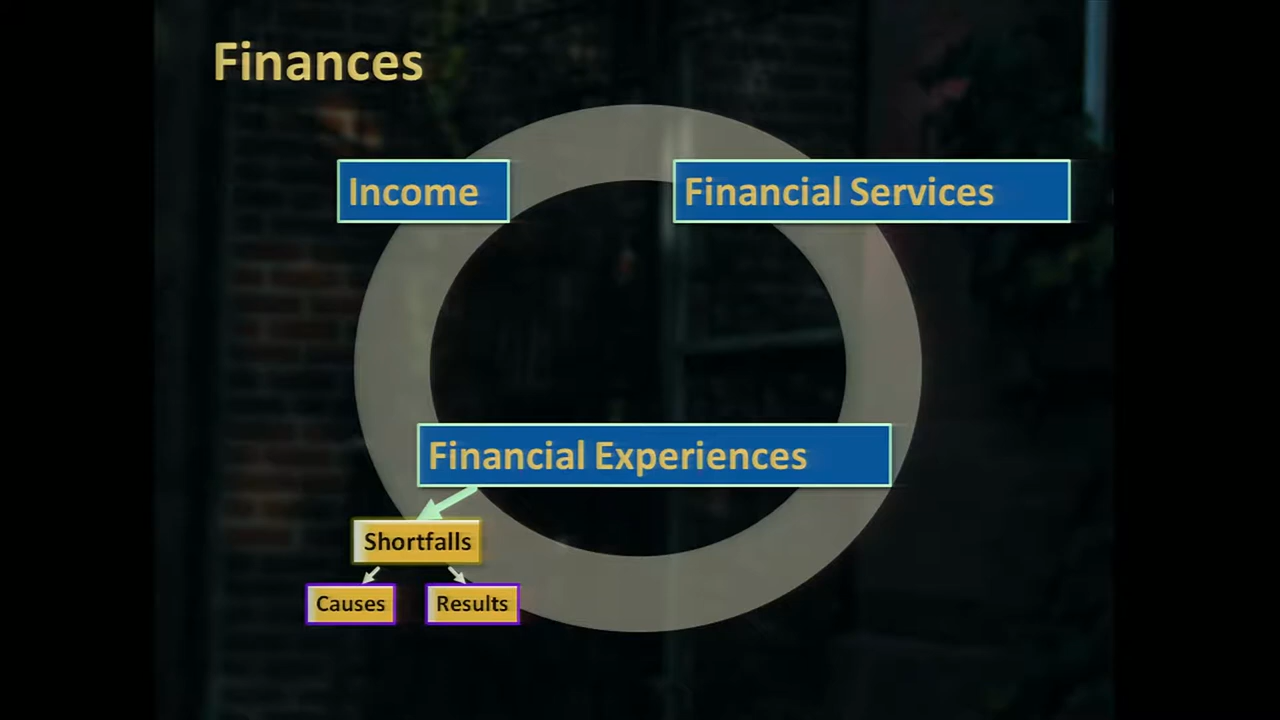 Finances
Income
Financial Services
Financial Experiences
Shortfalls
Causes
Results